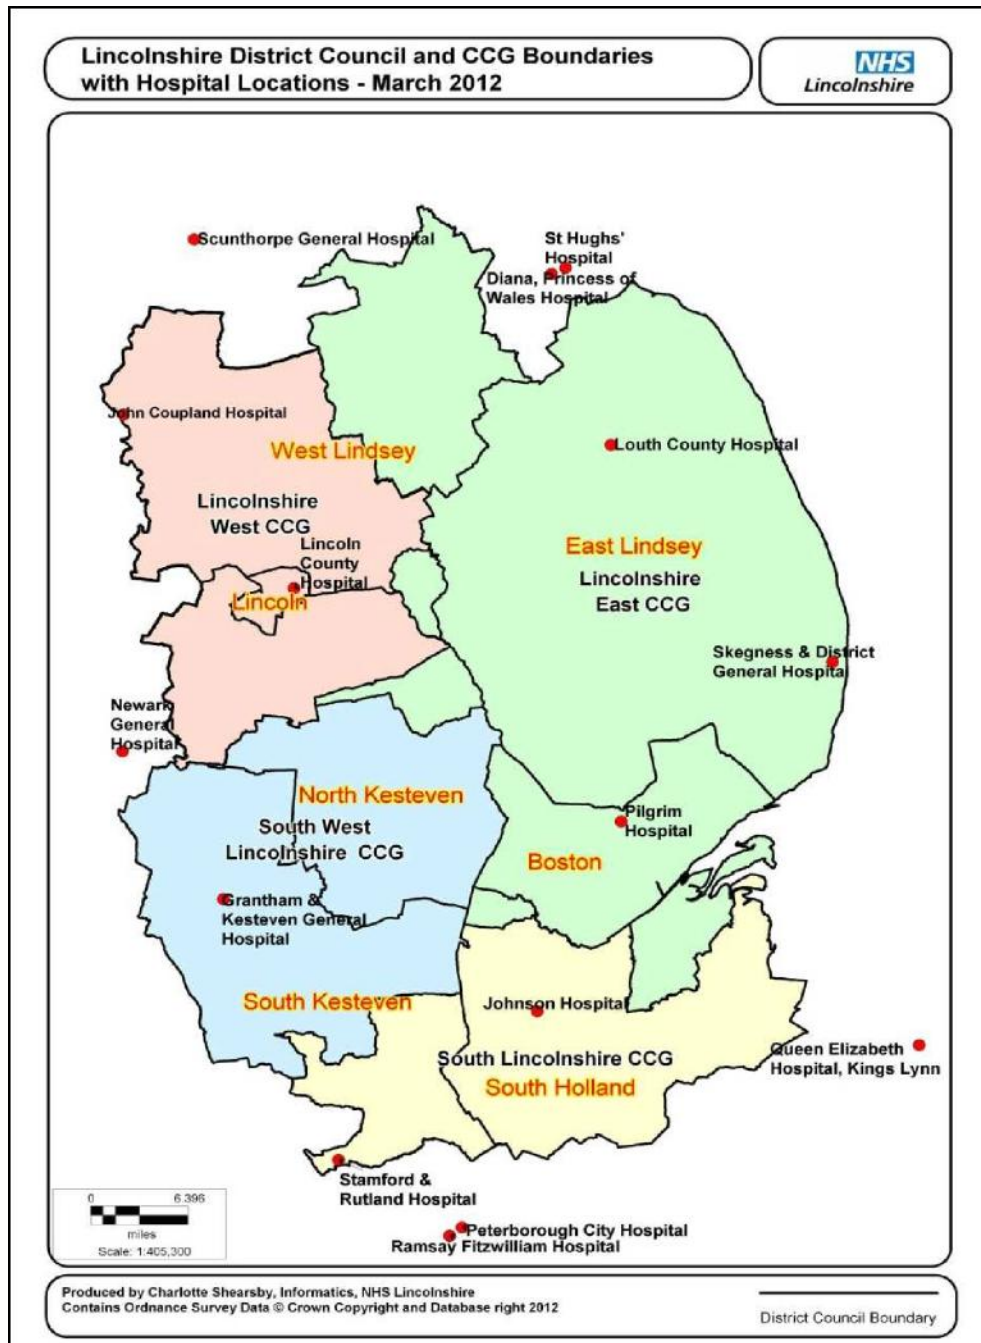 Lincolnshire District Council and CCG Boundaries
with Hospital Locations - March 2012
NHS
Lincolnshire
Scunthorpe General Hospital
St Hughs'
Hospital
Diana, Princess of
Wales Hospital
John Coupland Hospital
West Lindsey
Louth County Hospital
Lincolnshire
West CCG
Lincoln
County
Hospital
East Lindsey
Lincolnshire
East CCG
Lincoln
Skegness & District
General Hospital
Newark
General
Hospital
North Kesteven
South West
Lincolnshire CCG
Pilgrim
Hospital
Boston
Grantham &
Kesteven General
Hospital
South Kesteven
Johnson Hospital
South Lincolnshire CCG
South Holland
Queen Elizabeth
Hospital, Kings Lynn
Stamford &
Rutland Hospital
Peterborough City Hospital
Ramsay Fitzwilliam Hospital
0 6.396
miles
Scale: 1:405,300
Produced by Charlotte Shearsby, Informatics, NHS Lincolnshire
Contains Ordnance Survey Data © Crown Copyright and Database right 2012
District Council Boundary